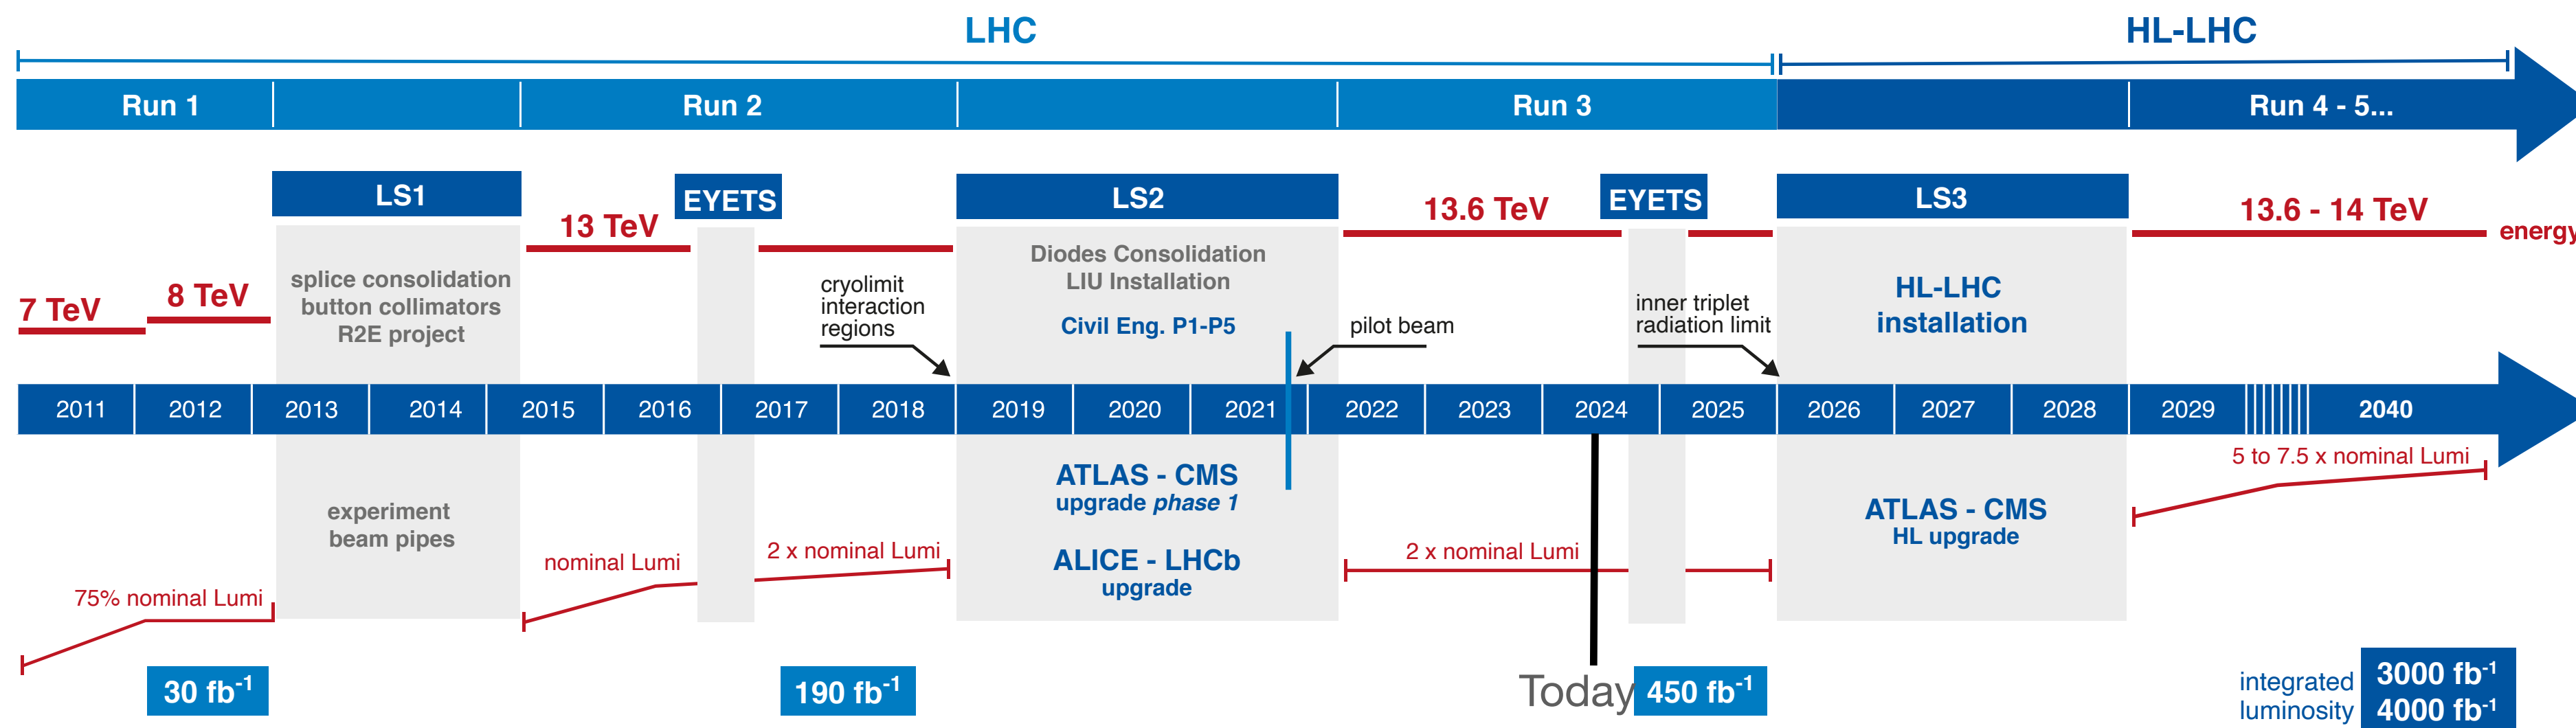 LHC
HL-LHC
Run 1
Run 2
Run 3
Run 4 - 5...
LS1
EYETS
LS2
EYETS
LS3
13 TeV
13.6 TeV
13.6 - 14 TeV
energy
7 TeV
8 TeV
splice consolidation
button collimators
R2E project
cryolimit
interaction
regions
Diodes Consolidation
LIU Installation
Civil Eng. P1-P5
pilot beam
inner triplet
radiation limit
HL-LHC
installation
2011 2012 2013 2014 2015 2016 2017 2018 2019 2020 2021 2022 2023 2024 2025 2026 2027 2028 2029 2040
5 to 7.5 x nominal Lumi
experiment
beam pipes
ATLAS - CMS
upgrade phase 1
ALICE - LHCb
upgrade
ATLAS - CMS
HL upgrade
75% nominal Lumi
nominal Lumi
2 x nominal Lumi
2 x nominal Lumi
30 fb-1
190 fb-1
Today
450 fb-1
integrated
luminosity
3000 fb-1
4000 fb-1